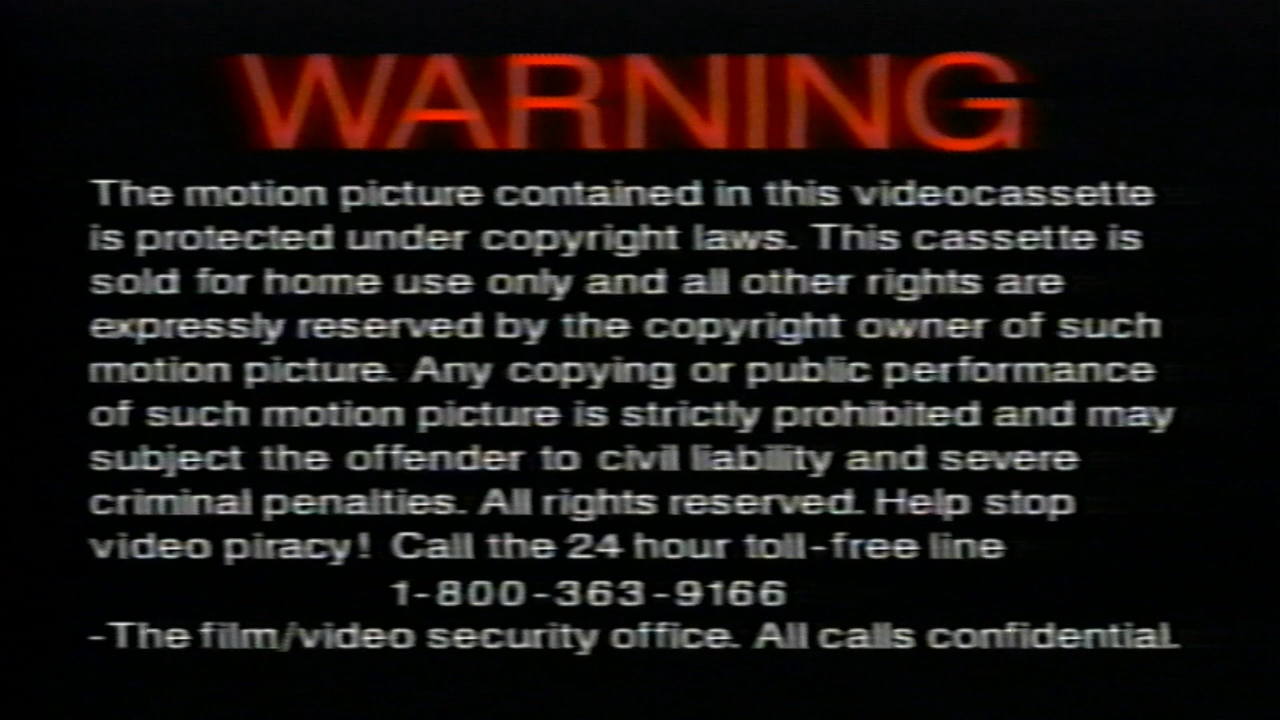 WARNING
The motion picture contained in this videocassette
is protected under copyright laws. This cassette is
sold for home use only and all other rights are
expressly reserved by the copyright owner of such
motion picture. Any copying or public performance
of such motion picture is strictly prohibited and may
subject the offender to civil liability and severe
criminal penalties. All rights reserved. Help stop
video piracy! Call the 24 hour toll-free line
1-800-363-9166
-The film/video security office. All calls confidential.